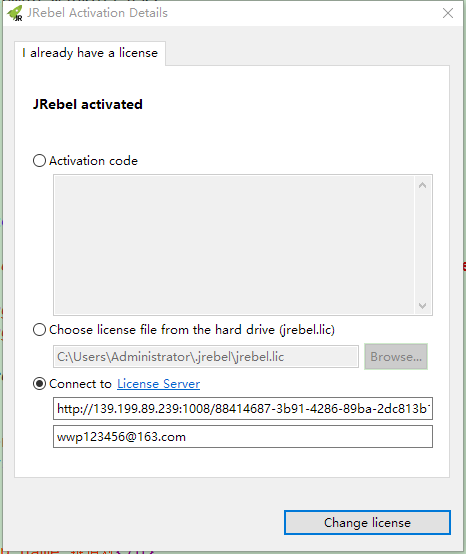 JRebel Activation Details
I already have a license
JRebel activated
Activation code
Choose license file from the hard drive (jrebel.lic)
C:\Users\Administrator\.jrebel\jrebel.lic
Browse...
Connect to License Server
http://139.199.89.239:1008/88414687-3b91-4286-89ba-2dc813b
wwp123456@163.com
Change license